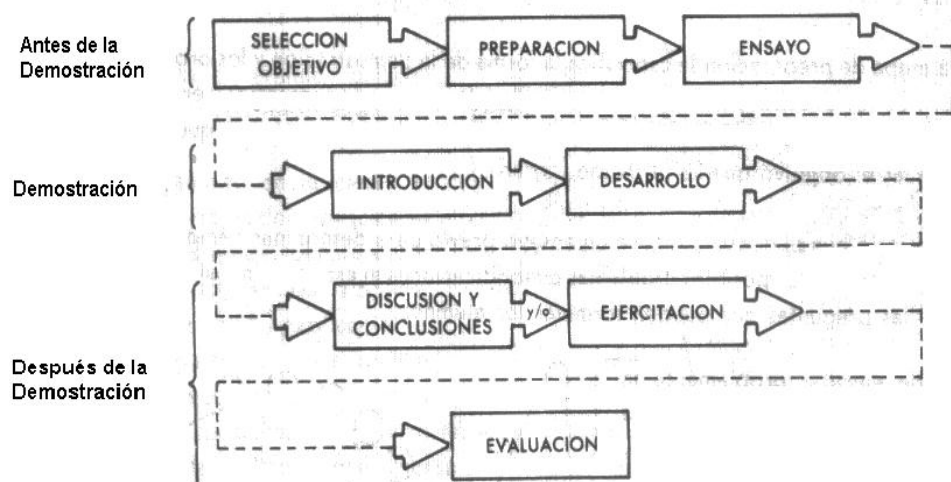 Antes de la
Demostración
SELECCION
OBJETIVO
PREPARACION
ENSAYO
Demostración
INTRODUCCION
DESARROLLO
Después de la
Demostración
DISCUSION Y
CONCLUSIONES
y/o
EJERCITACION
EVALUACION